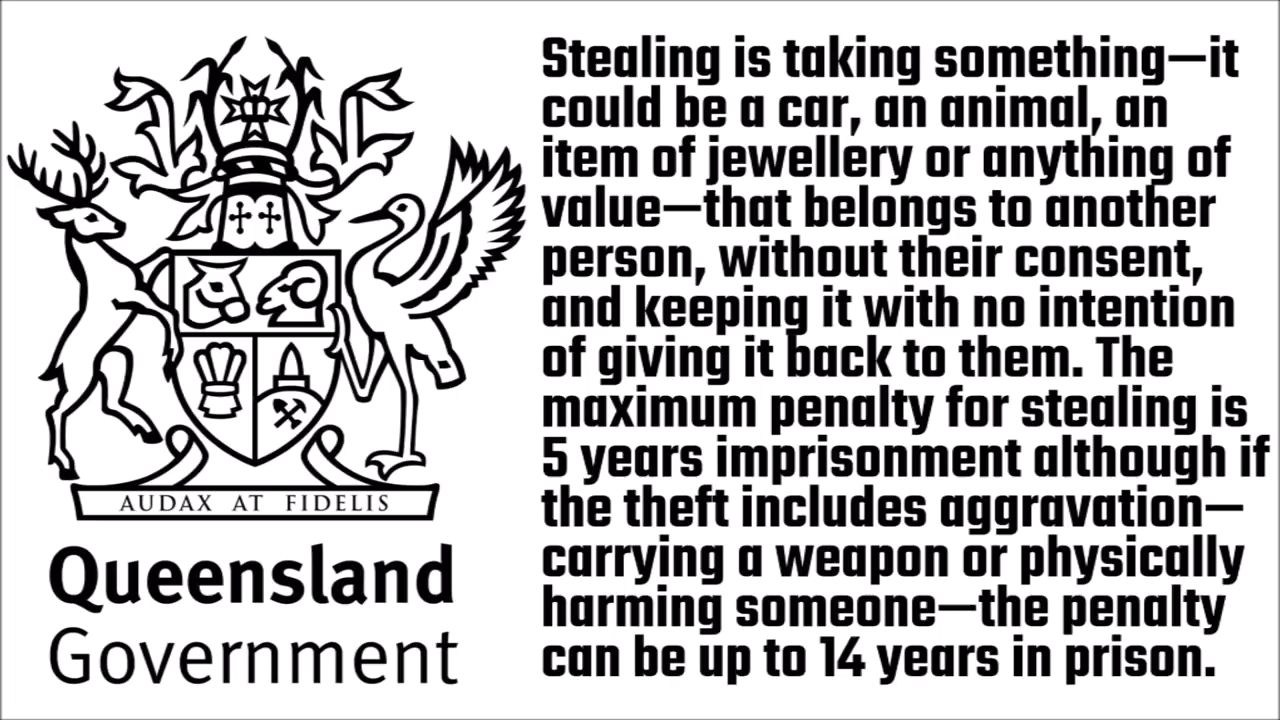 AUDAX AT FIDELIS
Queensland
Government
Stealing is taking something—it
could be a car, an animal, an
item of jewellery or anything of
value—that belongs to another
person, without their consent,
and keeping it with no intention
of giving it back to them. The
maximum penalty for stealing is
5 years imprisonment although if
the theft includes aggravation—
carrying a weapon or physically
harming someone—the penalty
can be up to 14 years in prison.